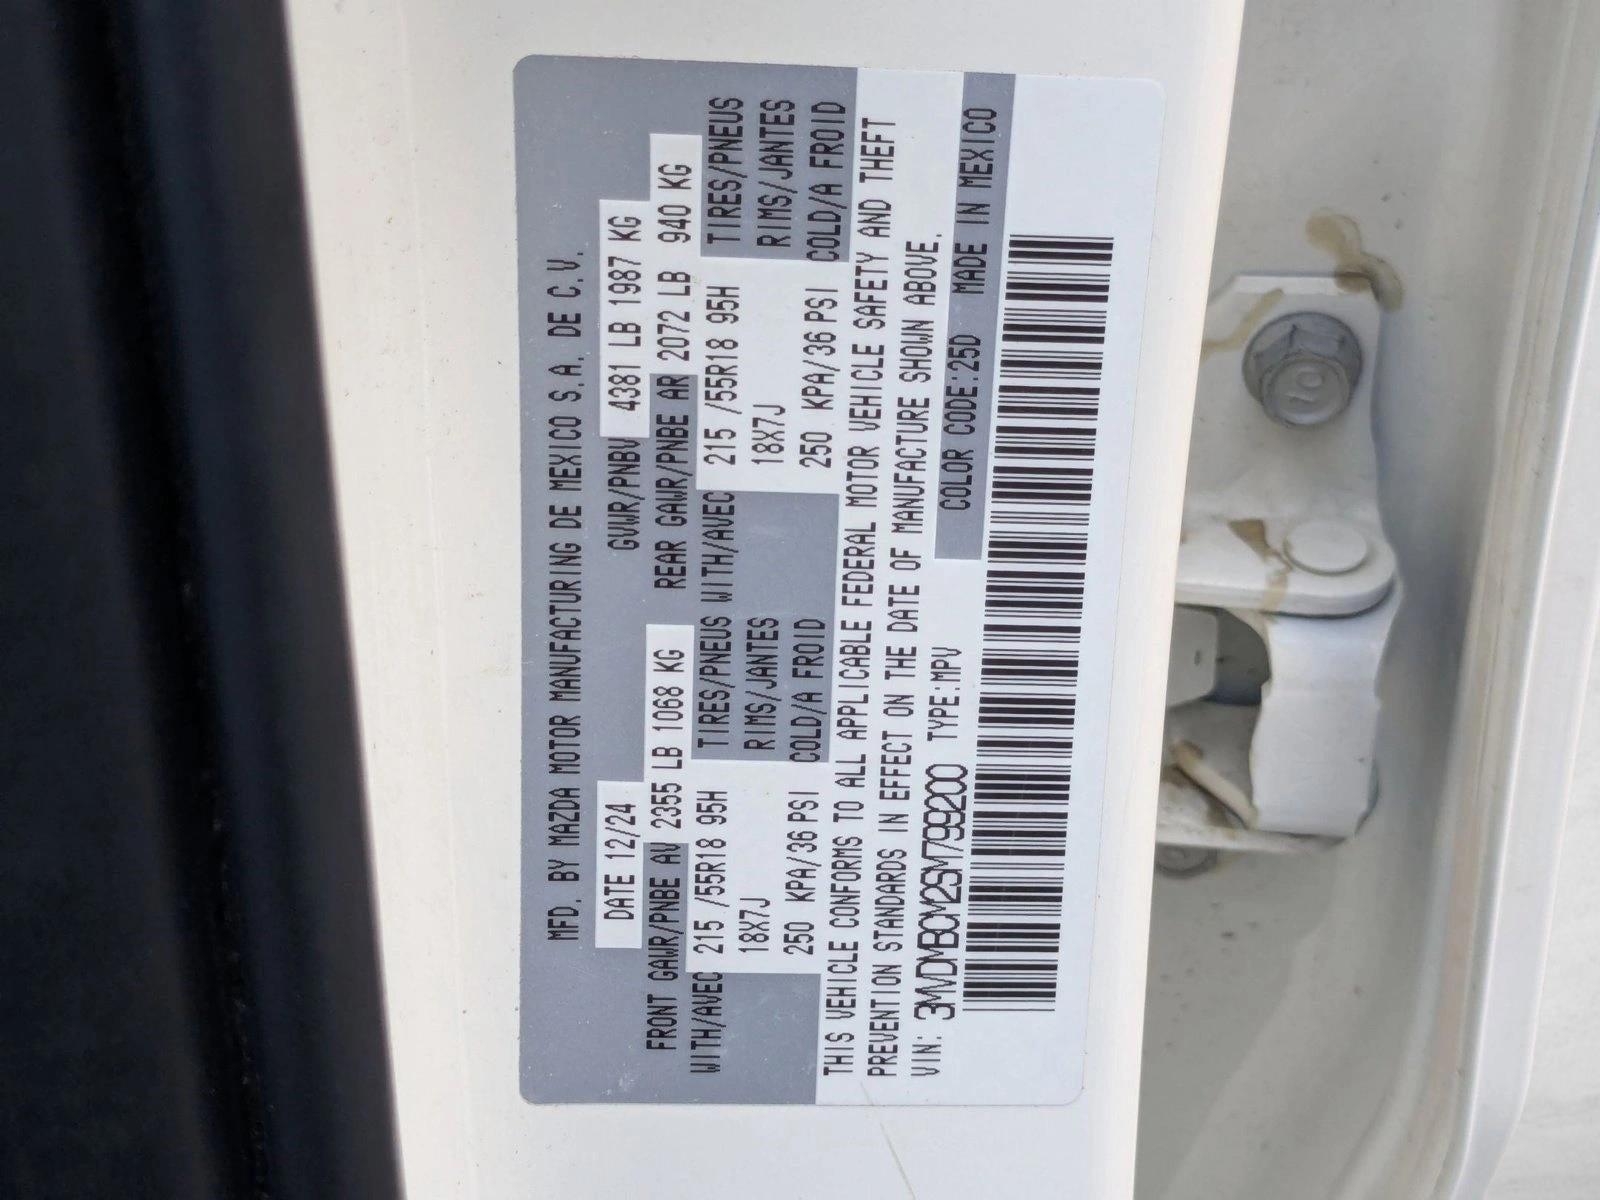 MFD. BY MAZDA MOTOR MANUFACTURING DE MEXICO S.A. DE C.V.
DATE 12/24 GVWR/PNBV 4381 LB 1987 KG
FRONT GAWR/PNBE AV 2355 LB 1068 KG REAR GAWR/PNBE AR 2072 LB 940 KG
WITH/AVEC 215 /55R18 95H TIRES/PNEUS WITH/AVEC 215 /55R18 95H TIRES/PNEUS
18X7J RIMS/JANTES 18X7J RIMS/JANTES
250 KPA/36 PSI COLD/A FROID 250 KPA/36 PSI COLD/A FROID
THIS VEHICLE CONFORMS TO ALL APPLICABLE FEDERAL MOTOR VEHICLE SAFETY AND THEFT
PREVENTION STANDARDS IN EFFECT ON THE DATE OF MANUFACTURE SHOWN ABOVE.
VIN: 3MVDMBCM2SM799200 TYPE:MPV COLOR CODE:25D MADE IN MEXICO
10